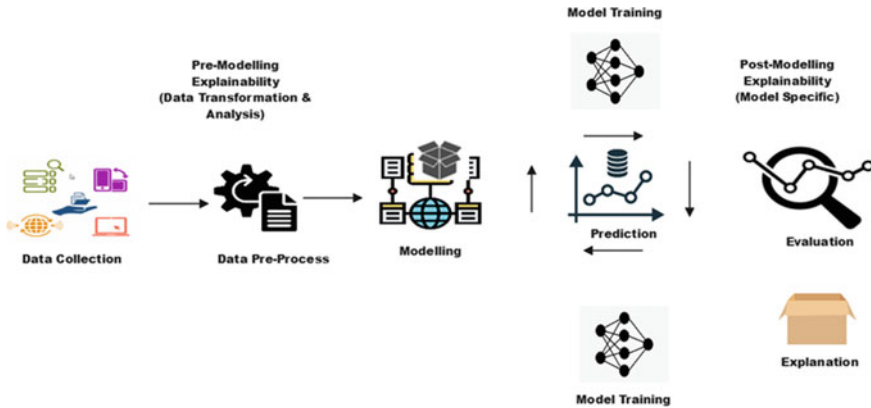 Model Training
Pre-Modelling
Explainability
(Data Transformation &
Analysis)
Post-Modelling
Explainability
(Model Specific)
Data Collection
Data Pre-Process
Modelling
Prediction
Evaluation
Explanation
Model Training